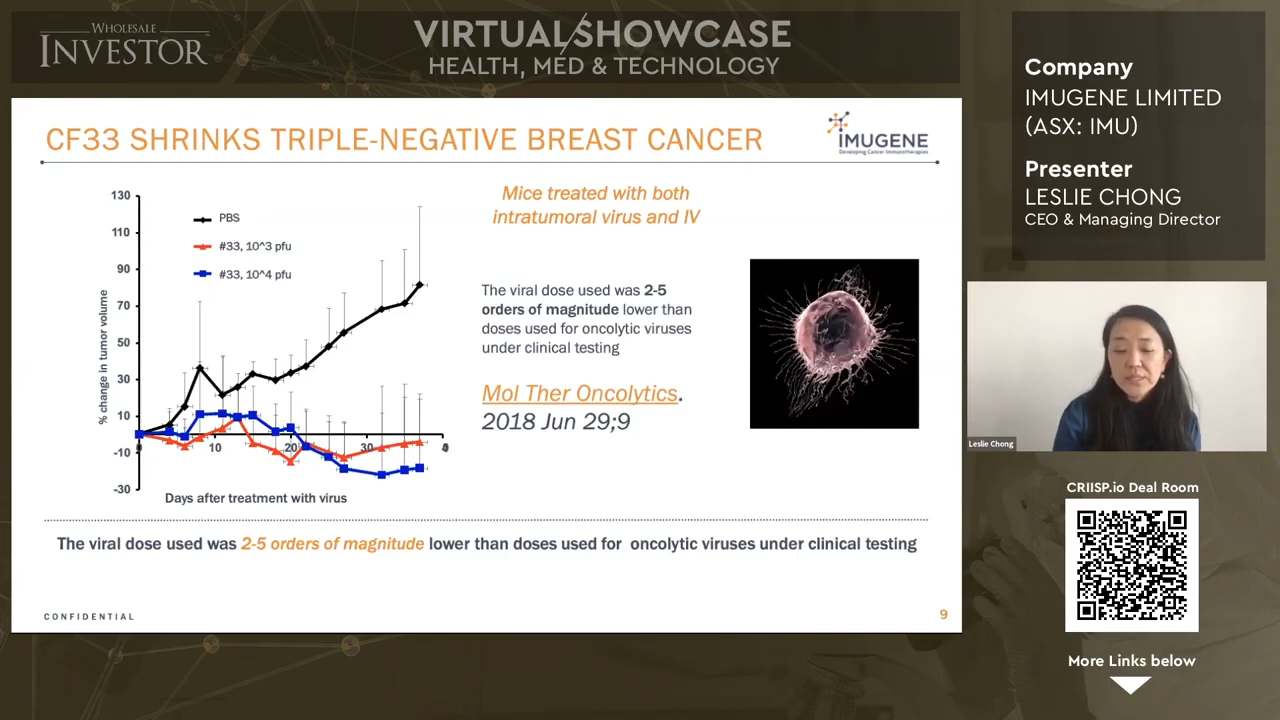 WHOLESALE
INVESTOR
VIRTUAL/SHOWCASE
HEALTH, MED & TECHNOLOGY
CF33 SHRINKS TRIPLE-NEGATIVE BREAST CANCER
IMUGENE
Developing Cancer Immunotherapies
130
110
90
70
50
30
10
-10
-30
% change in tumor volume
PBS
#33, 10^3 pfu
#33, 10^4 pfu
0
10
20
30
40
Days after treatment with virus
Mice treated with both
intratumoral virus and IV
The viral dose used was 2-5
orders of magnitude lower than
doses used for oncolytic viruses
under clinical testing
Mol Ther Oncolytics.
2018 Jun 29;9
The viral dose used was 2-5 orders of magnitude lower than doses used for oncolytic viruses under clinical testing
CONFIDENTIAL
9
Company
IMUGENE LIMITED
(ASX: IMU)
Presenter
LESLIE CHONG
CEO & Managing Director
Leslie Chong
CRIISP.io Deal Room
More Links below